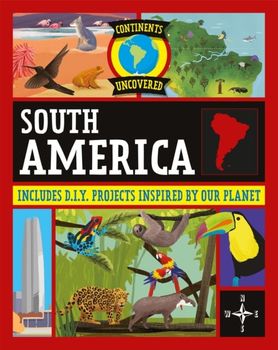 CONTINENTS
UNCOVERED
SOUTH
AMERICA
INCLUDES D.I.Y. PROJECTS INSPIRED BY OUR PLANET
N
W E
S